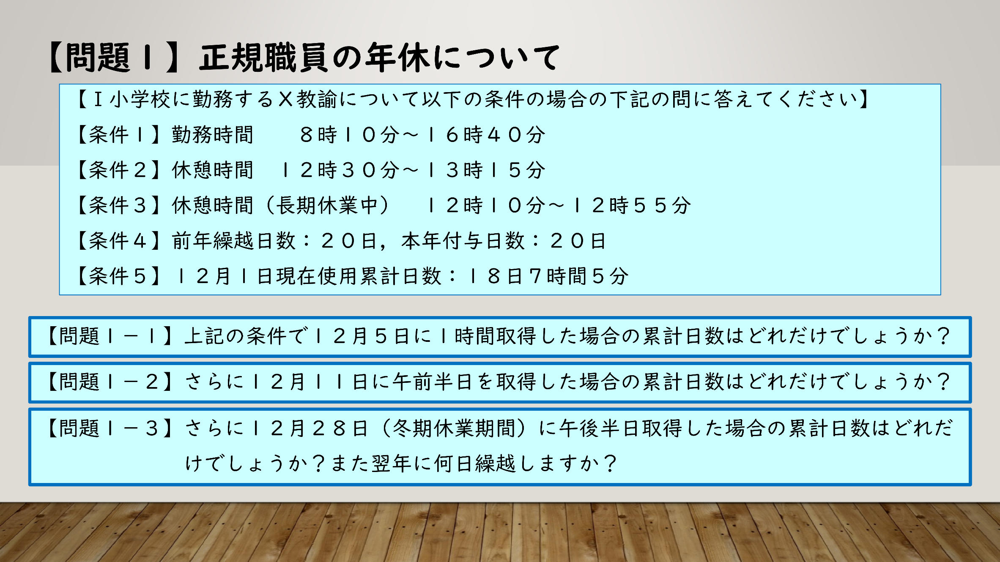 【問題１】正規職員の年休について
【Ｉ小学校に勤務するＸ教諭について以下の条件の場合の下記の問に答えてください】
【条件１】勤務時間　　８時１０分～１６時４０分
【条件２】休憩時間　１２時３０分～１３時１５分
【条件３】休憩時間（長期休業中）　１２時１０分～１２時５５分
【条件４】前年繰越日数：２０日，本年付与日数：２０日
【条件５】１２月１日現在使用累計日数：１８日７時間５分
【問題１－１】上記の条件で１２月５日に１時間取得した場合の累計日数はどれだけでしょうか？
【問題１－２】さらに１２月１１日に午前半日を取得した場合の累計日数はどれだけでしょうか？
【問題１－３】さらに１２月２８日（冬期休業期間）に午後半日取得した場合の累計日数はどれだ
けでしょうか？また翌年に何日繰越しますか？